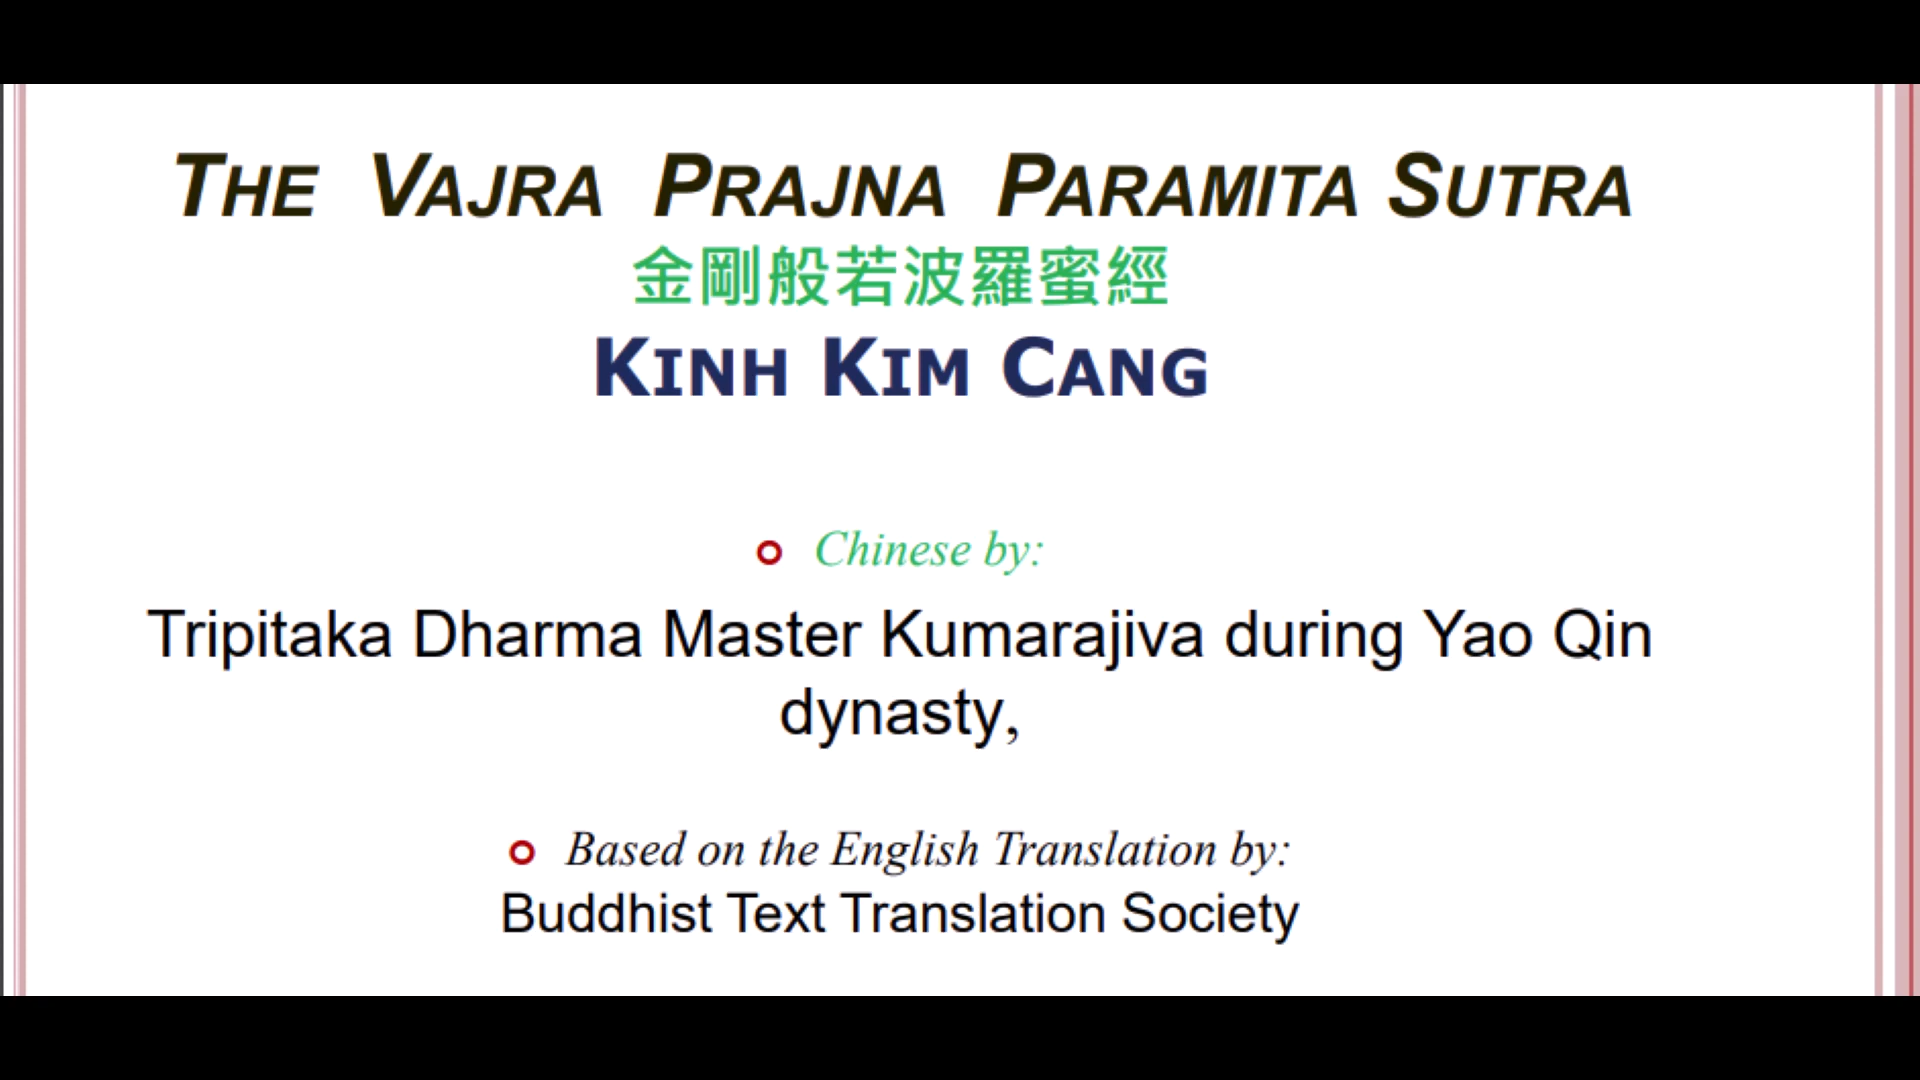 THE VAJRA PRAJNA PARAMITA SUTRA
金剛般若波羅蜜經
KINH KIM CANG
Chinese by:
Tripitaka Dharma Master Kumarajiva during Yao Qin
dynasty,
Based on the English Translation by:
Buddhist Text Translation Society